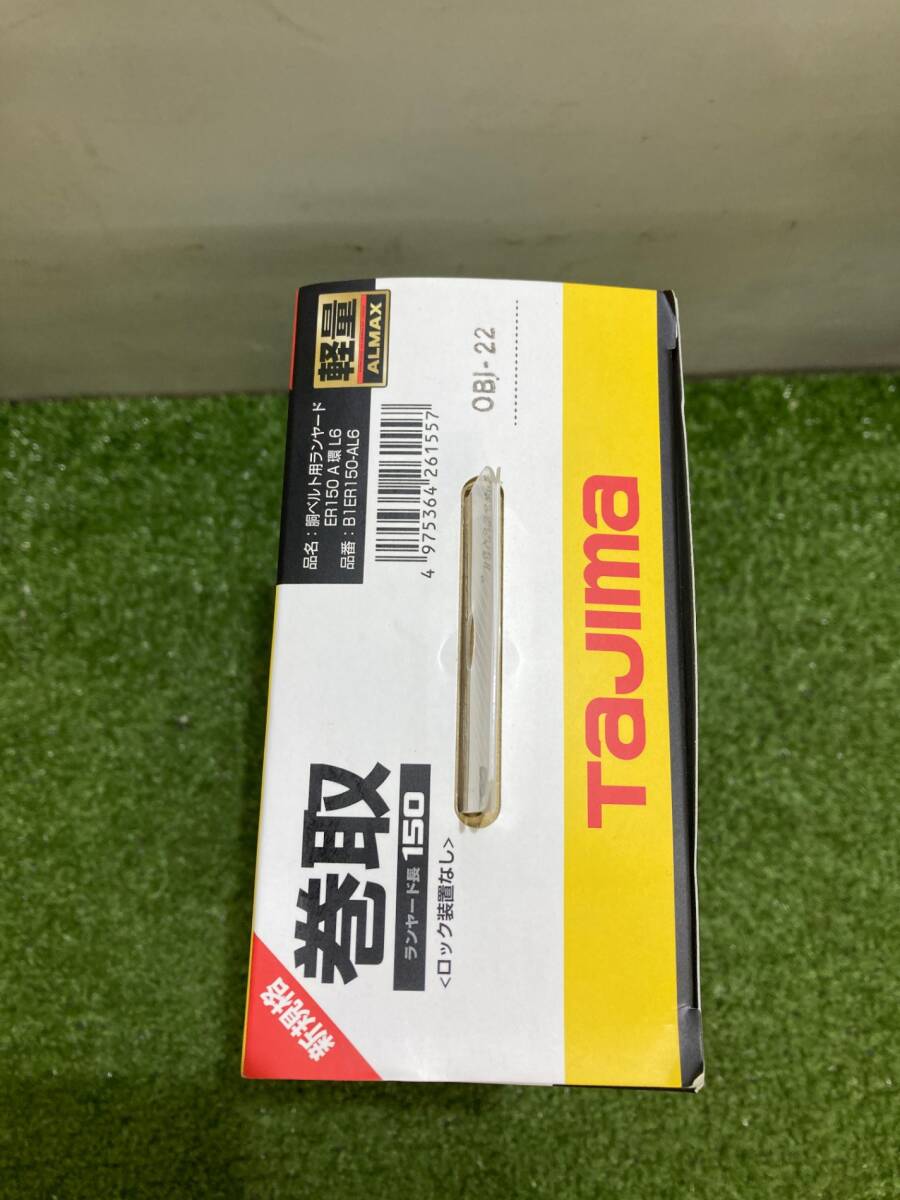 新規格
巻取
ランヤード長 150
<ロック装置なし>
品名：胴ベルト用ランヤード
ER150 A 環 L6
品番：B1ER150-AL6
軽量
ALMAX
4 975364 261557
OBJ-22
TaJIma